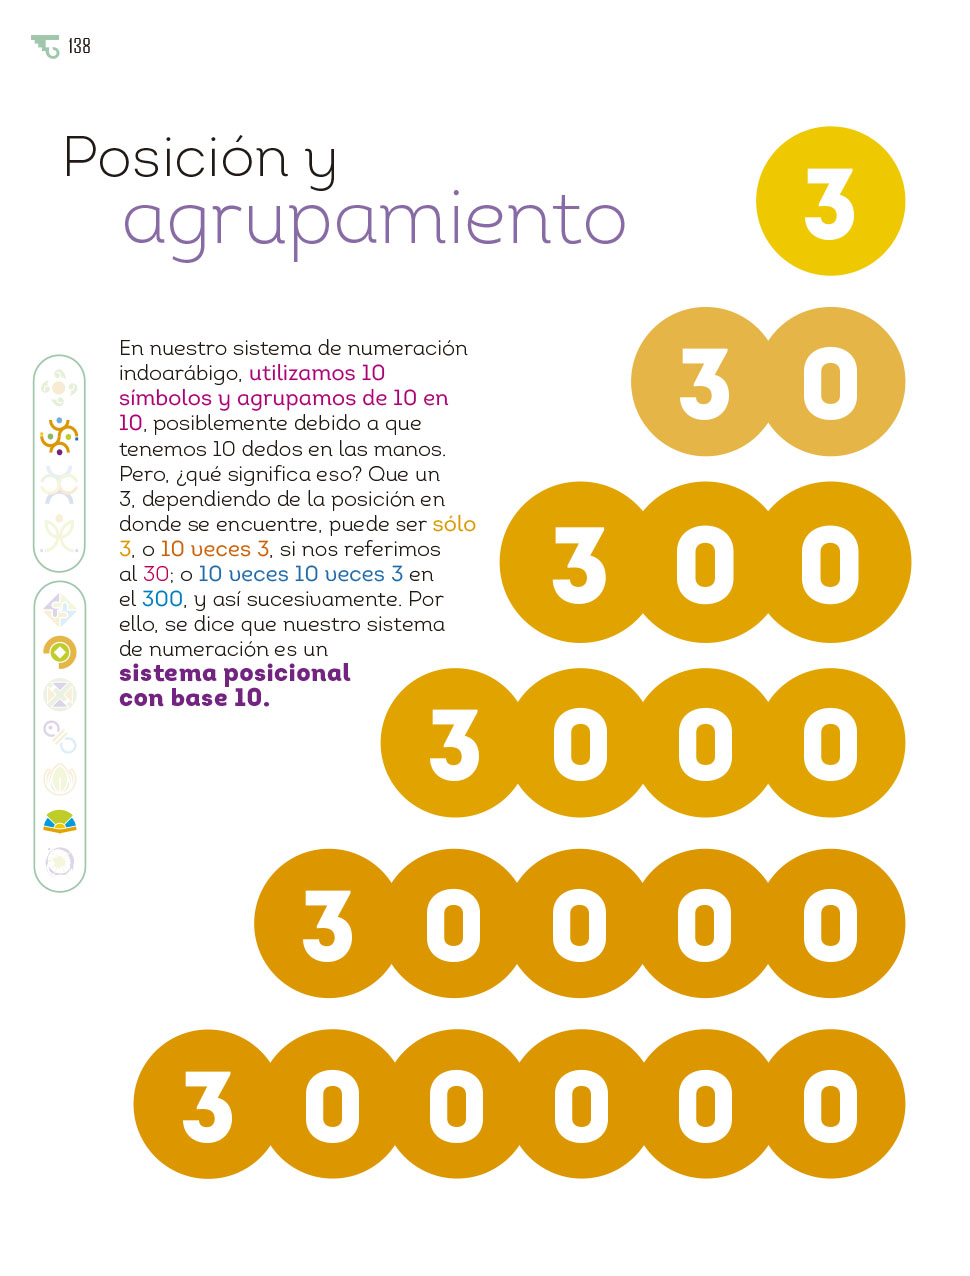 138
Posición y
agrupamiento
En nuestro sistema de numeración
indoarábigo, utilizamos 10
símbolos y agrupamos de 10 en
10, posiblemente debido a que
tenemos 10 dedos en las manos.
Pero, ¿qué significa eso? Que un
3, dependiendo de la posición en
donde se encuentre, puede ser sólo
3, o 10 veces 3, si nos referimos
al 30; o 10 veces 10 veces 3 en
el 300, y así sucesivamente. Por
ello, se dice que nuestro sistema
de numeración es un
sistema posicional
con base 10.
3
30
300
3000
30000
300000